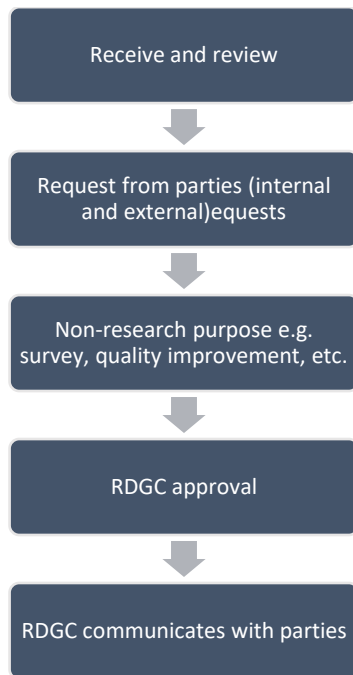 Receive and review
Request from parties (internal
and external)equests
Non-research purpose e.g.
survey, quality improvement, etc.
RDGC approval
RDGC communicates with parties